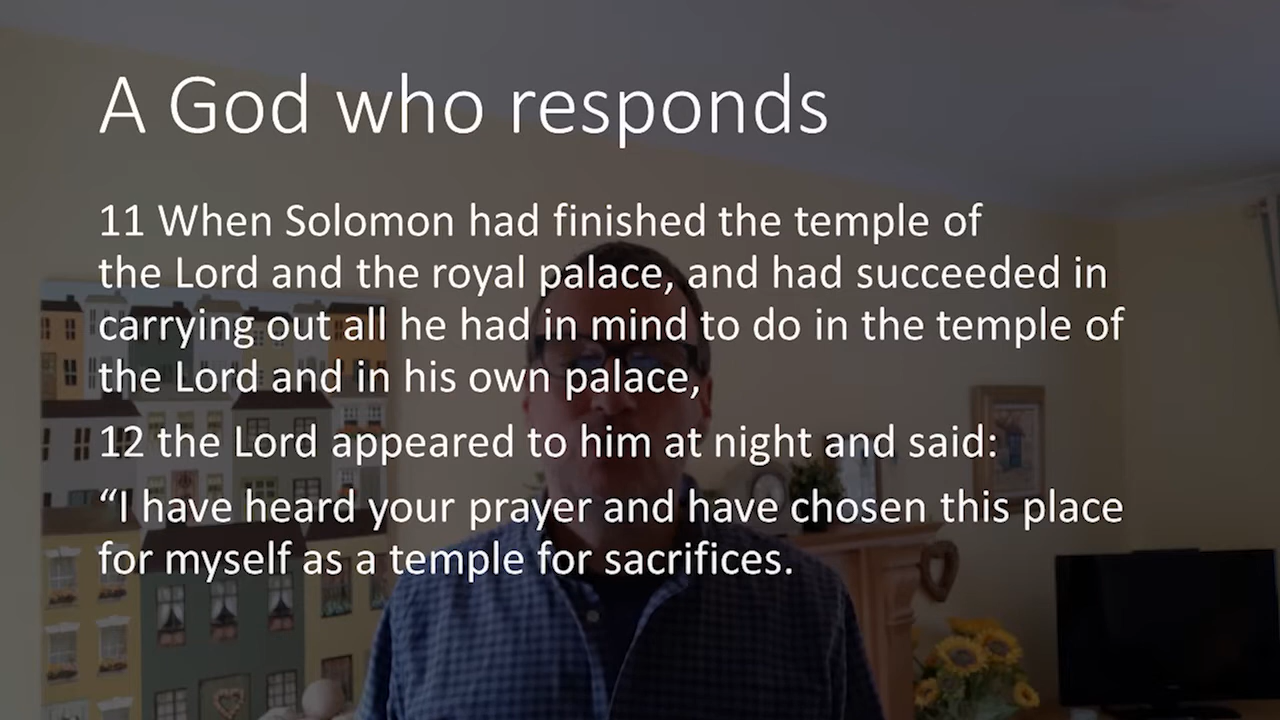 A God who responds
11 When Solomon had finished the temple of
the Lord and the royal palace, and had succeeded in
carrying out all he had in mind to do in the temple of
the Lord and in his own palace,
12 the Lord appeared to him at night and said:
“I have heard your prayer and have chosen this place
for myself as a temple for sacrifices.